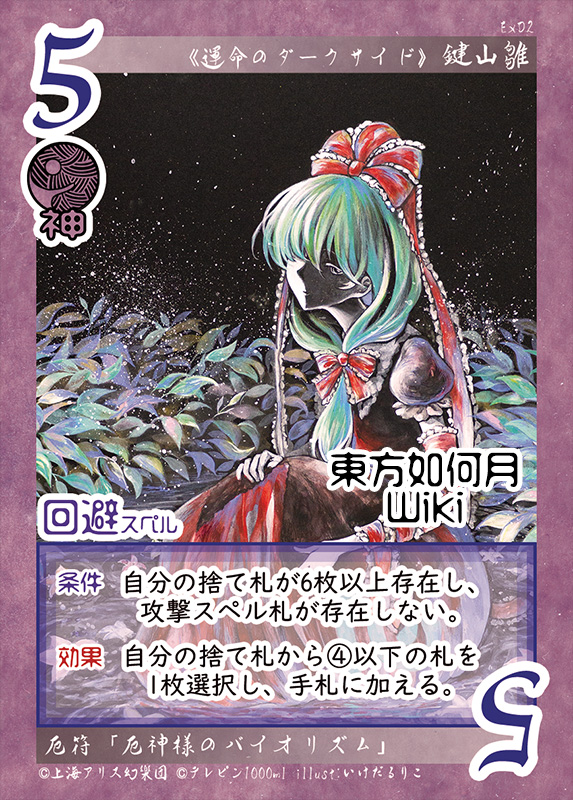 Ex02
5
《運命のダークサイド》鍵山雛
神
東方如何月
Wiki
回避スペル
条件 自分の捨て札が6枚以上存在し、
攻撃スペル札が存在しない。
効果 自分の捨て札から④以下の札を
1枚選択し、手札に加える。
5
厄符「厄神様のバイオリズム」
©上海アリス幻樂団 ©テレピン1000ml illust:いけだるりこ